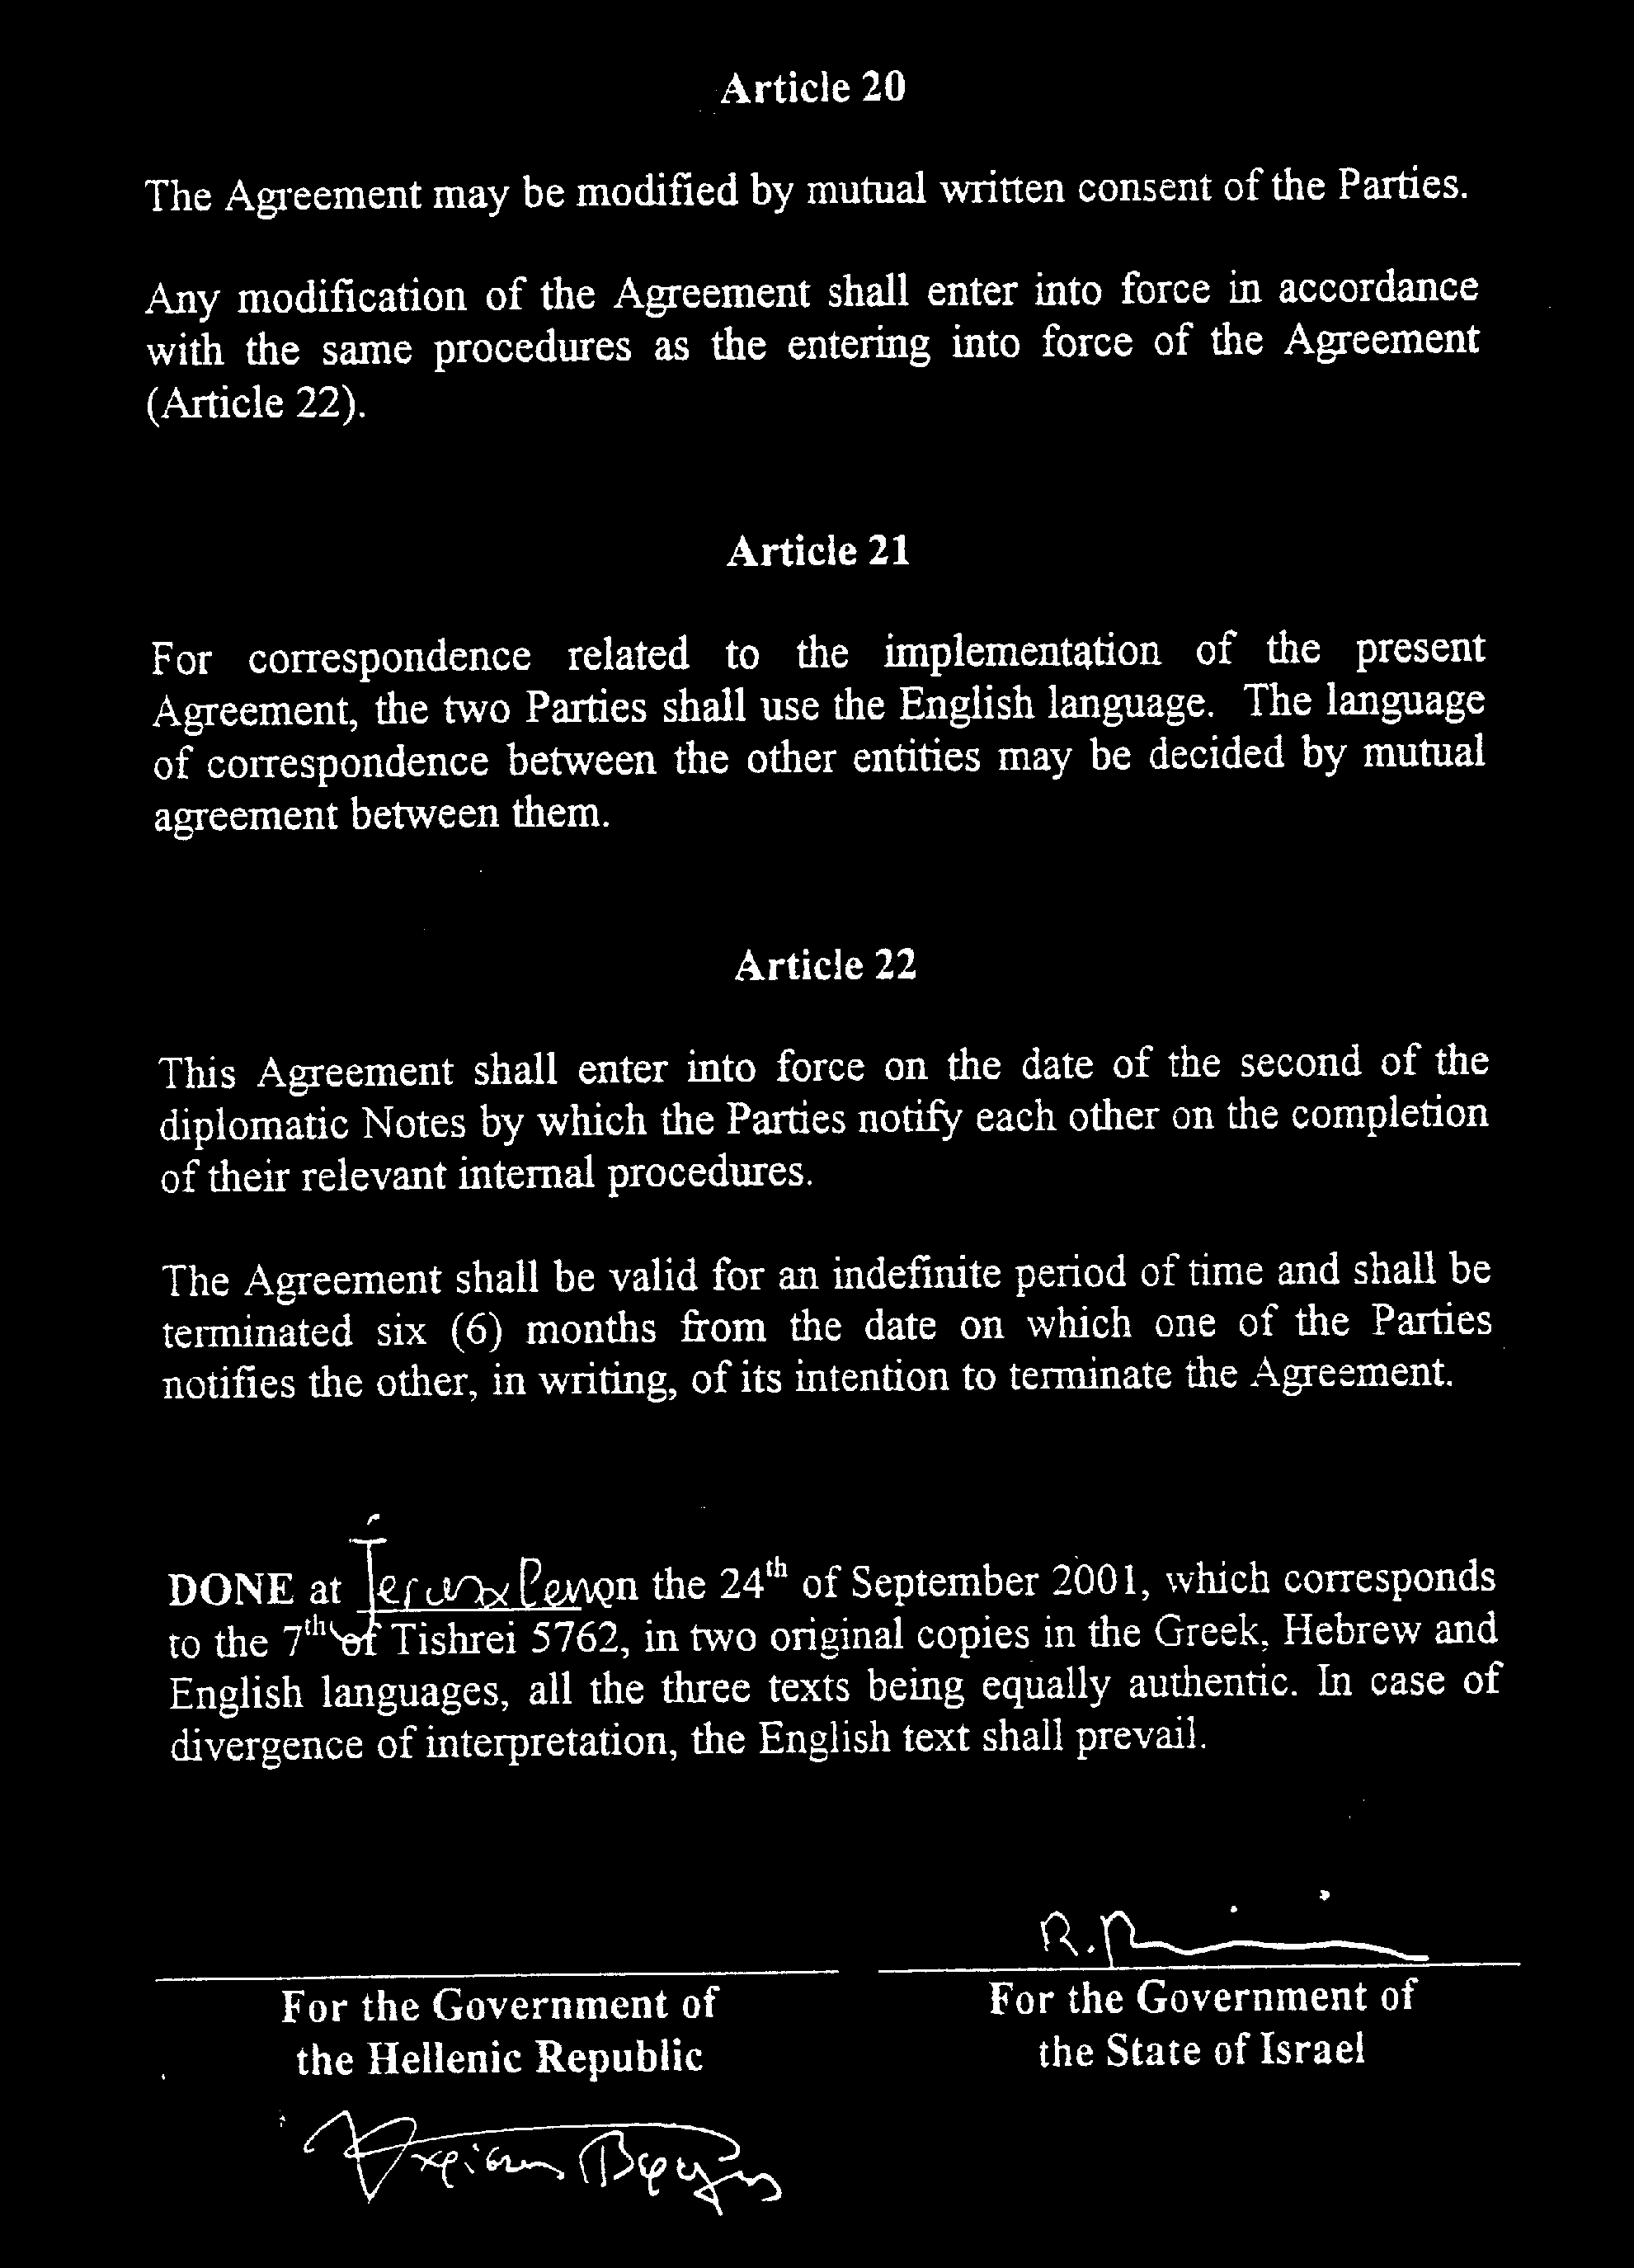 Article 20
The Agreement may be modified by mutual written consent of the Parties.
Any modification of the Agreement shall enter into force in accordance
with the same procedures as the entering into force of the Agreement
(Article 22).
Article 21
For correspondence related to the implementation of the present
Agreement, the two Parties shall use the English language. The language
of correspondence between the other entities may be decided by mutual
agreement between them.
Article 22
This Agreement shall enter into force on the date of the second of the
diplomatic Notes by which the Parties notify each other on the completion
of their relevant internal procedures.
The Agreement shall be valid for an indefinite period of time and shall be
terminated six (6) months from the date on which one of the Parties
notifies the other, in writing, of its intention to terminate the Agreement.
DONE at Jerusalem on the 24th of September 2001, which corresponds
to the 7th of Tishrei 5762, in two original copies in the Greek, Hebrew and
English languages, all the three texts being equally authentic. In case of
divergence of interpretation, the English text shall prevail.
R.
For the Government of
the Hellenic Republic
For the Government of
the State of Israel